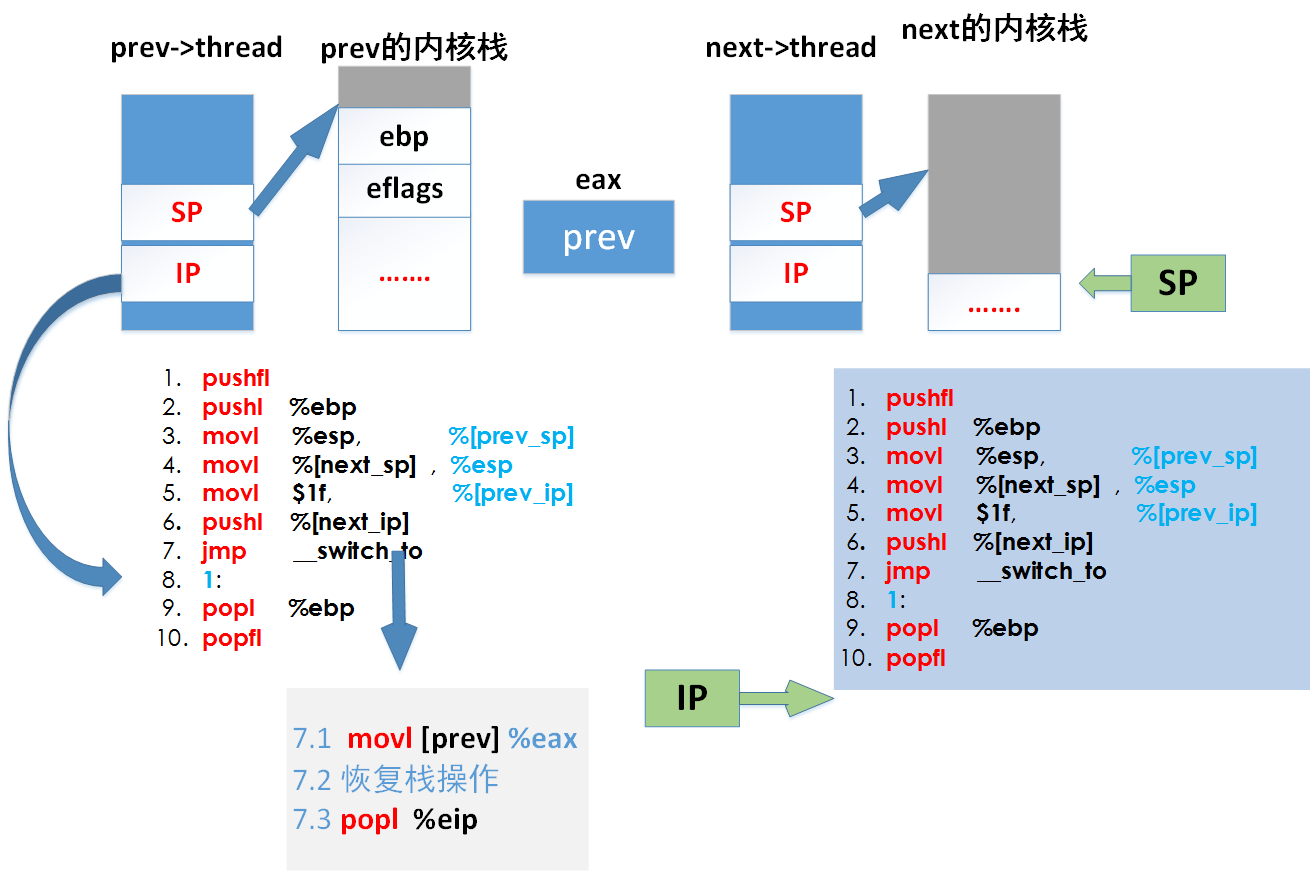 prev->thread
prev的内核栈
next->thread
next的内核栈
SP
IP
ebp
eflags
.......
eax
prev
SP
IP
.......
SP
1. pushfl
2. pushl %ebp
3. movl %esp, %[prev_sp]
4. movl %[next_sp] , %esp
5. movl $1f, %[prev_ip]
6. pushl %[next_ip]
7. jmp __switch_to
8. 1:
9. popl %ebp
10. popfl
1. pushfl
2. pushl %ebp
3. movl %esp, %[prev_sp]
4. movl %[next_sp] , %esp
5. movl $1f, %[prev_ip]
6. pushl %[next_ip]
7. jmp __switch_to
8. 1:
9. popl %ebp
10. popfl
IP
7.1 movl [prev] %eax
7.2 恢复栈操作
7.3 popl %eip